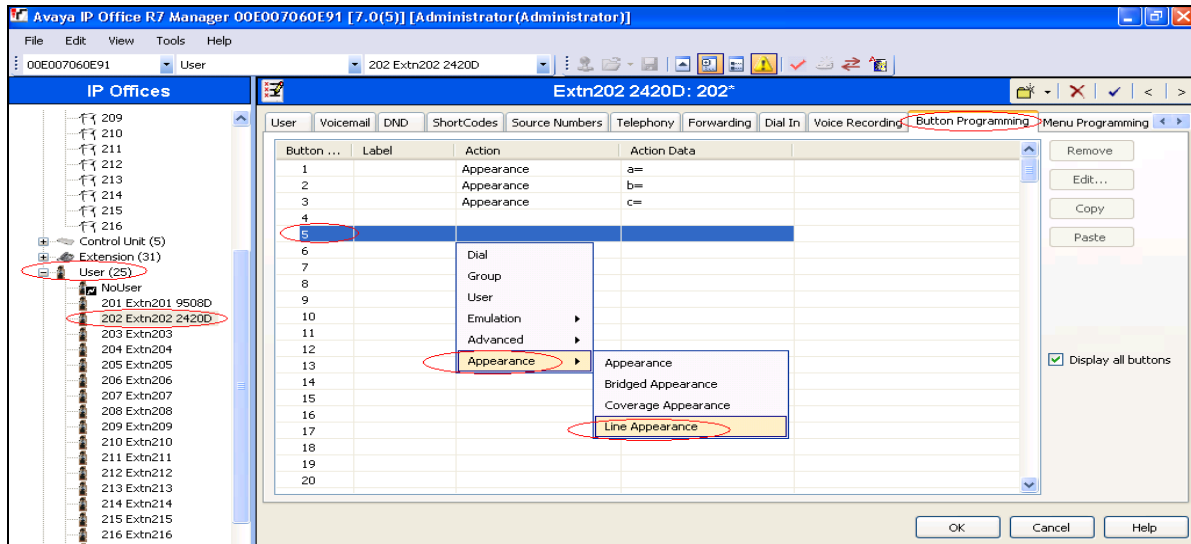 Avaya IP Office R7 Manager 00E007060E91 [7.0(5)] [Administrator(Administrator)]
File Edit View Tools Help
00E007060E91 User 202 Extn202 2420D
IP Offices
209
210
211
212
213
214
215
216
Control Unit (5)
Extension (31)
User (25)
NoUser
201 Extn201 9508D
202 Extn202 2420D
203 Extn203
204 Extn204
205 Extn205
206 Extn206
207 Extn207
208 Extn208
209 Extn209
210 Extn210
211 Extn211
212 Extn212
213 Extn213
214 Extn214
215 Extn215
216 Extn216
Extn202 2420D: 202*
User Voicemail DND ShortCodes Source Numbers Telephony Forwarding Dial In Voice Recording Button Programming Menu Programming
Button ... Label Action Action Data
1 Appearance a=
2 Appearance b=
3 Appearance c=
4
5
6
7
8
9
10
11
12
13
14
15
16
17
18
19
20
Dial
Group
User
Emulation
Advanced
Appearance
Appearance
Bridged Appearance
Coverage Appearance
Line Appearance
Remove
Edit...
Copy
Paste
Display all buttons
OK Cancel Help